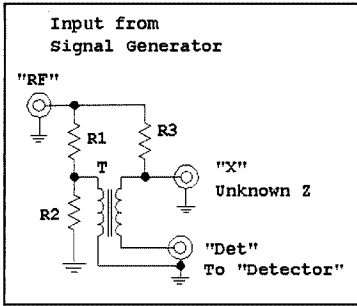 Input from
Signal Generator
"RF"
R1
R3
T
"X"
Unknown Z
R2
"Det"
To "Detector"